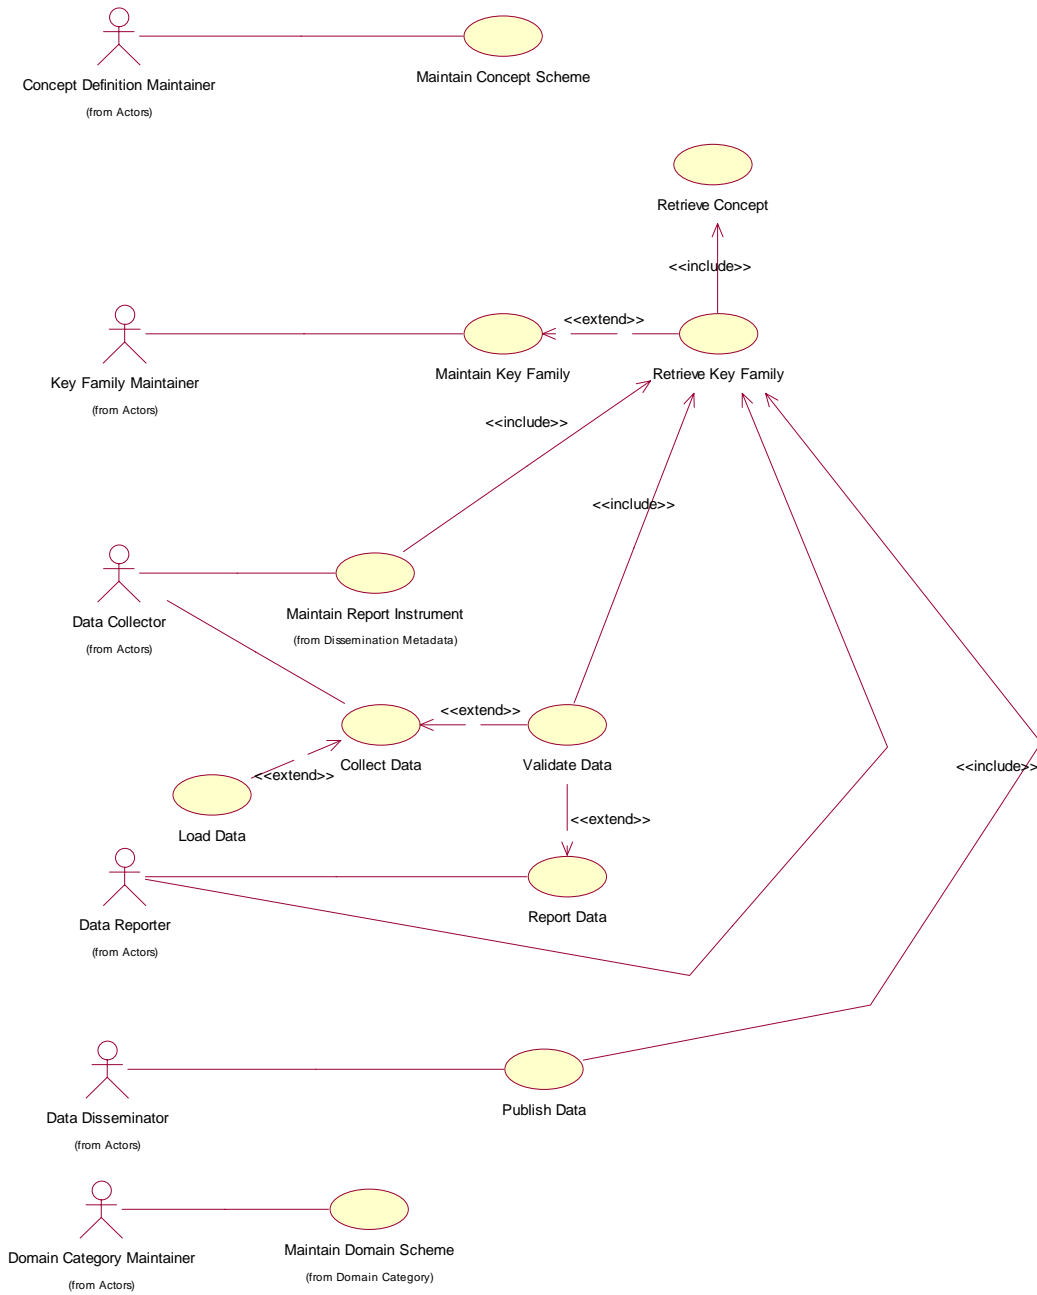 Maintain Concept Scheme
Concept Definition Maintainer
(from Actors)
Retrieve Concept
<<include>>
<<extend>>
Maintain Key Family
Retrieve Key Family
Key Family Maintainer
(from Actors)
<<include>>
<<include>>
Maintain Report Instrument
(from Dissemination Metadata)
Data Collector
(from Actors)
<<extend>>
Collect Data
Validate Data
<<include>>
<<extend>>
Load Data
<<extend>>
Report Data
Data Reporter
(from Actors)
Publish Data
Data Disseminator
(from Actors)
Maintain Domain Scheme
(from Domain Category)
Domain Category Maintainer
(from Actors)